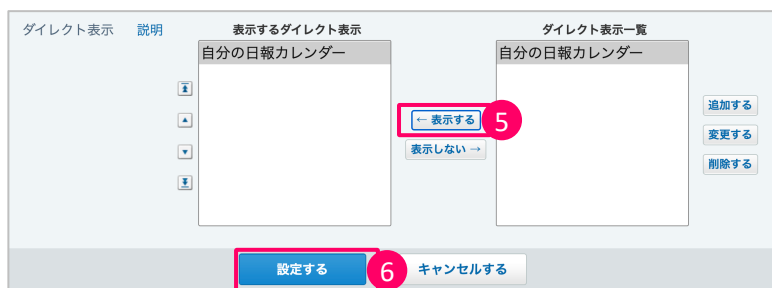 ダイレクト表示 説明 表示するダイレクト表示 ダイレクト表示一覧
自分の日報カレンダー 自分の日報カレンダー
← 表示する 5 追加する
変更する
表示しない →
削除する
設定する 6 キャンセルする